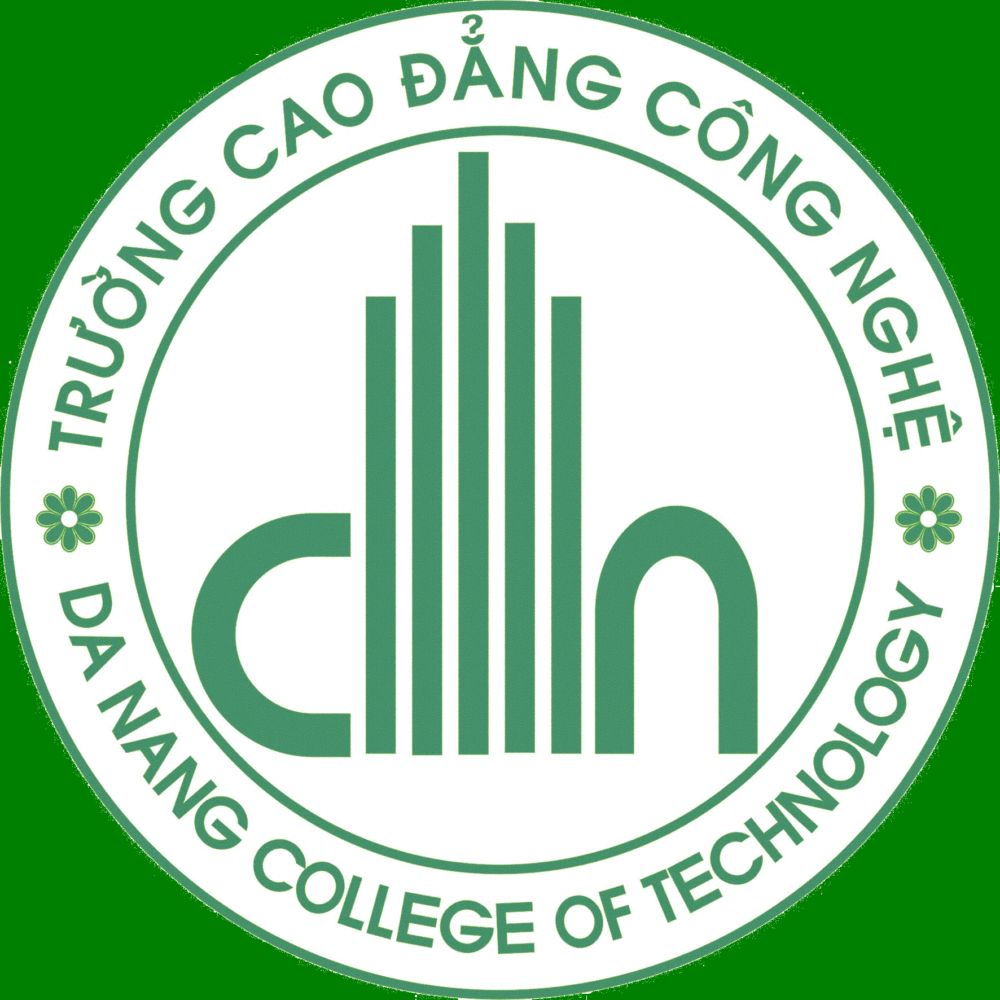 TRƯỜNG CAO ĐẲNG CÔNG NGHỆ
DA NANG COLLEGE OF TECHNOLOGY